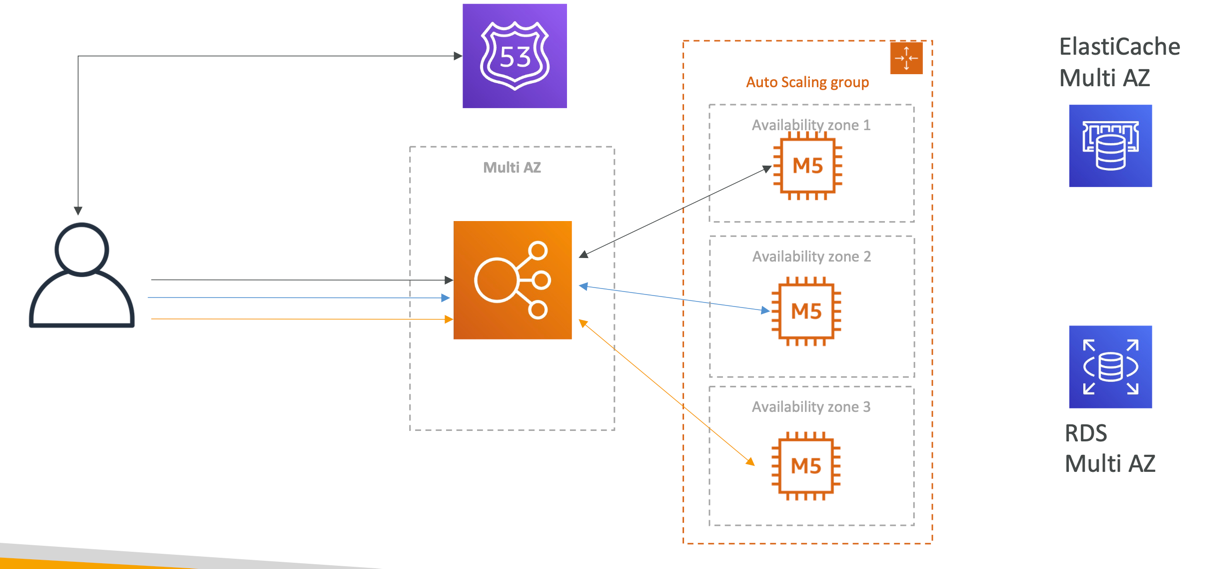 53
Auto Scaling group
ElastiCache
Multi AZ
Availability zone 1
M5
Multi AZ
Availability zone 2
M5
Availability zone 3
M5
RDS
Multi AZ